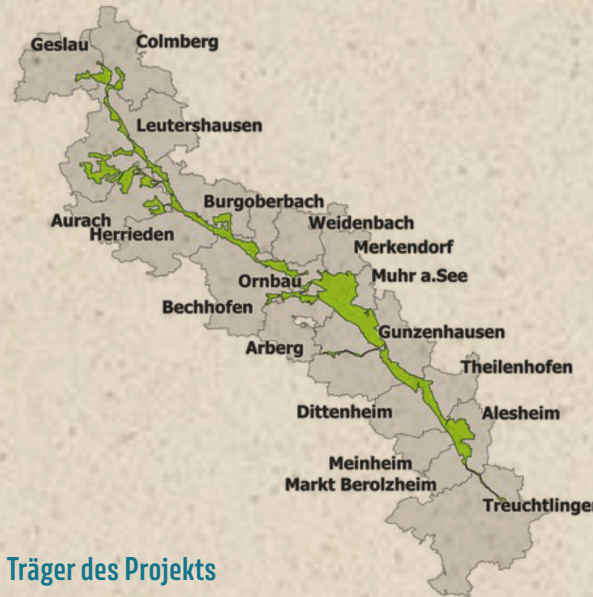 Geslau
Colmberg
Leutershausen
Burgoberbach
Aurach
Weidenbach
Herrieden
Merkendorf
Ornbau
Muhr a.See
Bechhofen
Gunzenhausen
Arberg
Theilenhofen
Dittenheim
Alesheim
Meinheim
Markt Berolzheim
Treuchtlingen
Träger des Projekts